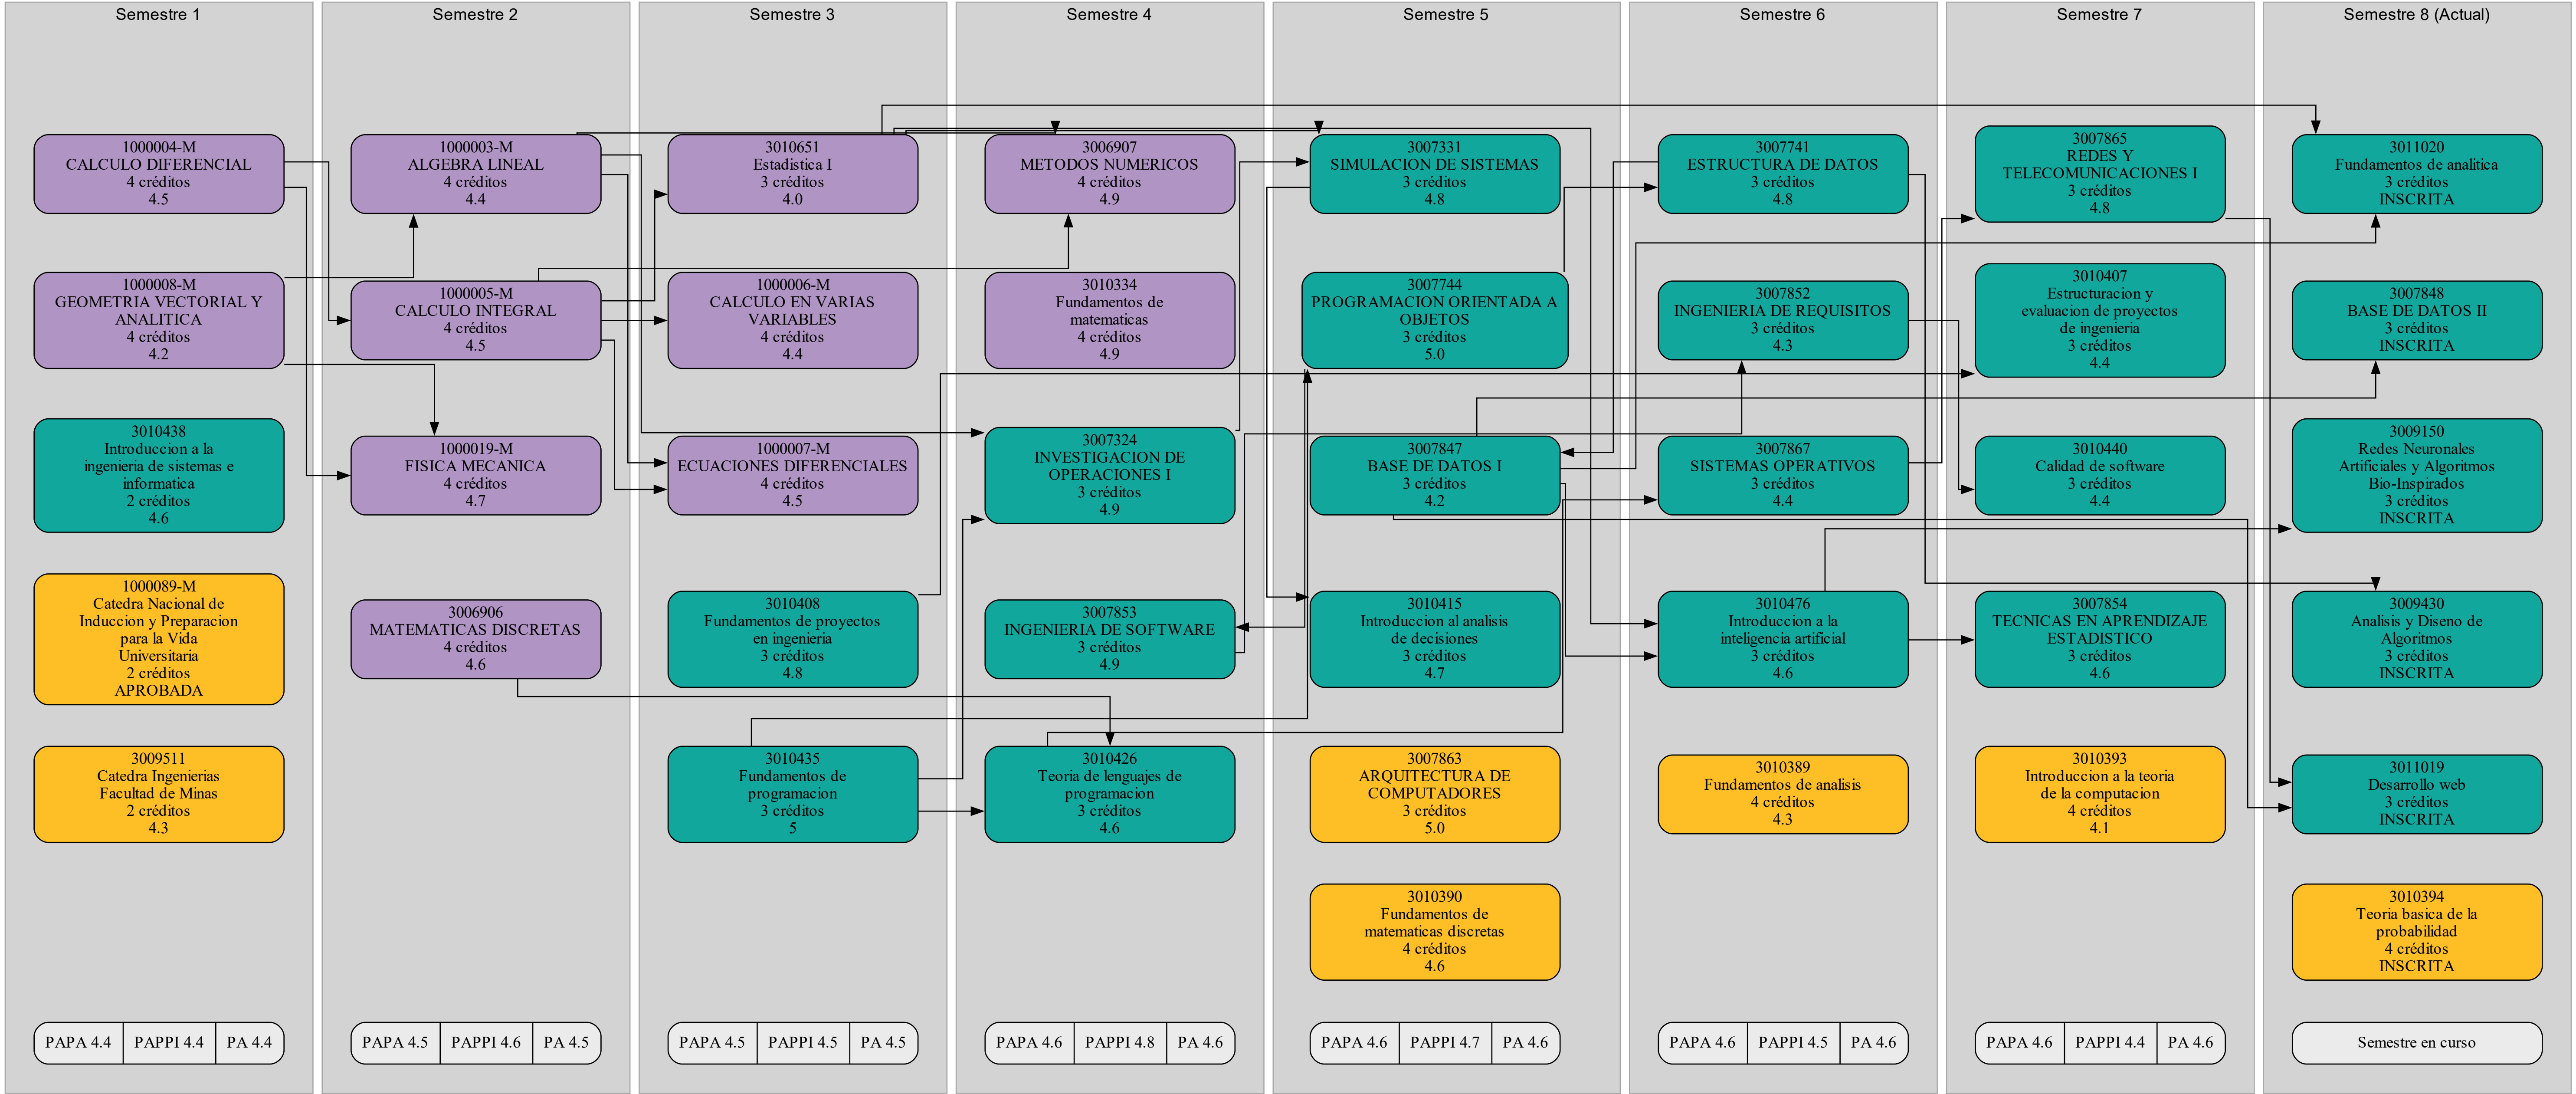 Semestre 1
1000004-M
CALCULO DIFERENCIAL
4 créditos
4.5
1000008-M
GEOMETRIA VECTORIAL Y
ANALITICA
4 créditos
4.2
3010438
Introduccion a la
ingenieria de sistemas e
informatica
2 créditos
4.6
1000089-M
Catedra Nacional de
Induccion y Preparacion
para la Vida
Universitaria
2 créditos
APROBADA
3009511
Catedra Ingenierias
Facultad de Minas
2 créditos
4.3
PAPA 4.4 PAPPI 4.4 PA 4.4
Semestre 2
1000003-M
ALGEBRA LINEAL
4 créditos
4.4
1000005-M
CALCULO INTEGRAL
4 créditos
4.5
1000019-M
FISICA MECANICA
4 créditos
4.7
3006906
MATEMATICAS DISCRETAS
4 créditos
4.6
PAPA 4.5 PAPPI 4.6 PA 4.5
Semestre 3
3010651
Estadistica I
3 créditos
4.0
1000006-M
CALCULO EN VARIAS
VARIABLES
4 créditos
4.4
1000007-M
ECUACIONES DIFERENCIALES
4 créditos
4.5
3010408
Fundamentos de proyectos
en ingenieria
3 créditos
4.8
3010435
Fundamentos de
programacion
3 créditos
5
PAPA 4.5 PAPPI 4.5 PA 4.5
Semestre 4
3006907
METODOS NUMERICOS
4 créditos
4.9
3010334
Fundamentos de
matematicas
4 créditos
4.9
3007324
INVESTIGACION DE
OPERACIONES I
3 créditos
4.9
3007853
INGENIERIA DE SOFTWARE
3 créditos
4.9
3010426
Teoria de lenguajes de
programacion
3 créditos
4.6
PAPA 4.6 PAPPI 4.8 PA 4.6
Semestre 5
3007331
SIMULACION DE SISTEMAS
3 créditos
4.8
3007744
PROGRAMACION ORIENTADA A
OBJETOS
3 créditos
5.0
3007847
BASE DE DATOS I
3 créditos
4.2
3010415
Introduccion al analisis
de decisiones
3 créditos
4.7
3007863
ARQUITECTURA DE
COMPUTADORES
3 créditos
5.0
3010390
Fundamentos de
matematicas discretas
4 créditos
4.6
PAPA 4.6 PAPPI 4.7 PA 4.6
Semestre 6
3007741
ESTRUCTURA DE DATOS
3 créditos
4.8
3007852
INGENIERIA DE REQUISITOS
3 créditos
4.3
3007867
SISTEMAS OPERATIVOS
3 créditos
4.4
3010476
Introduccion a la
inteligencia artificial
3 créditos
4.6
3010389
Fundamentos de analisis
4 créditos
4.3
PAPA 4.6 PAPPI 4.5 PA 4.6
Semestre 7
3007865
REDES Y
TELECOMUNICACIONES I
3 créditos
4.8
3010407
Estructuracion y
evaluacion de proyectos
de ingenieria
3 créditos
4.4
3010440
Calidad de software
3 créditos
4.4
3007854
TECNICAS EN APRENDIZAJE
ESTADISTICO
3 créditos
4.6
3010393
Introduccion a la teoria
de la computacion
4 créditos
4.1
PAPA 4.6 PAPPI 4.4 PA 4.6
Semestre 8 (Actual)
3011020
Fundamentos de analitica
3 créditos
INSCRITA
3007848
BASE DE DATOS II
3 créditos
INSCRITA
3009150
Redes Neuronales
Artificiales y Algoritmos
Bio-Inspirados
3 créditos
INSCRITA
3009430
Analisis y Diseno de
Algoritmos
3 créditos
INSCRITA
3011019
Desarrollo web
3 créditos
INSCRITA
3010394
Teoria basica de la
probabilidad
4 créditos
INSCRITA
Semestre en curso